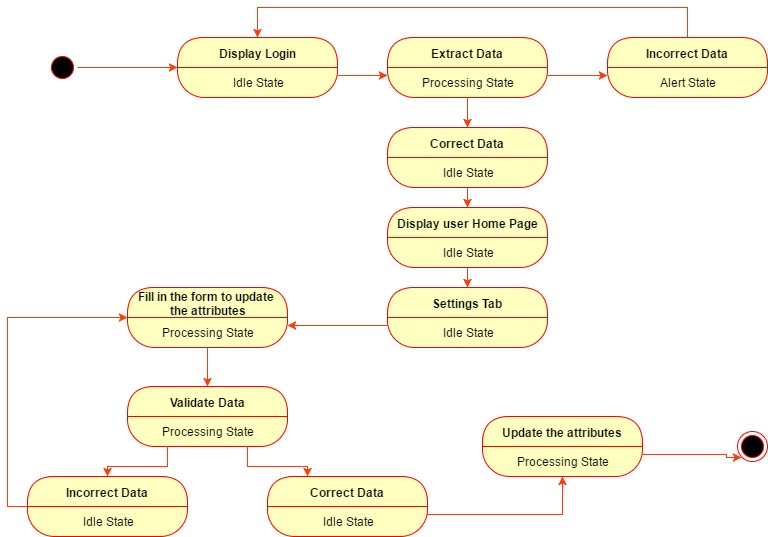 Display Login
Idle State
Extract Data
Processing State
Incorrect Data
Alert State
Correct Data
Idle State
Display user Home Page
Idle State
Settings Tab
Idle State
Fill in the form to update
the attributes
Processing State
Validate Data
Processing State
Incorrect Data
Idle State
Correct Data
Idle State
Update the attributes
Processing State